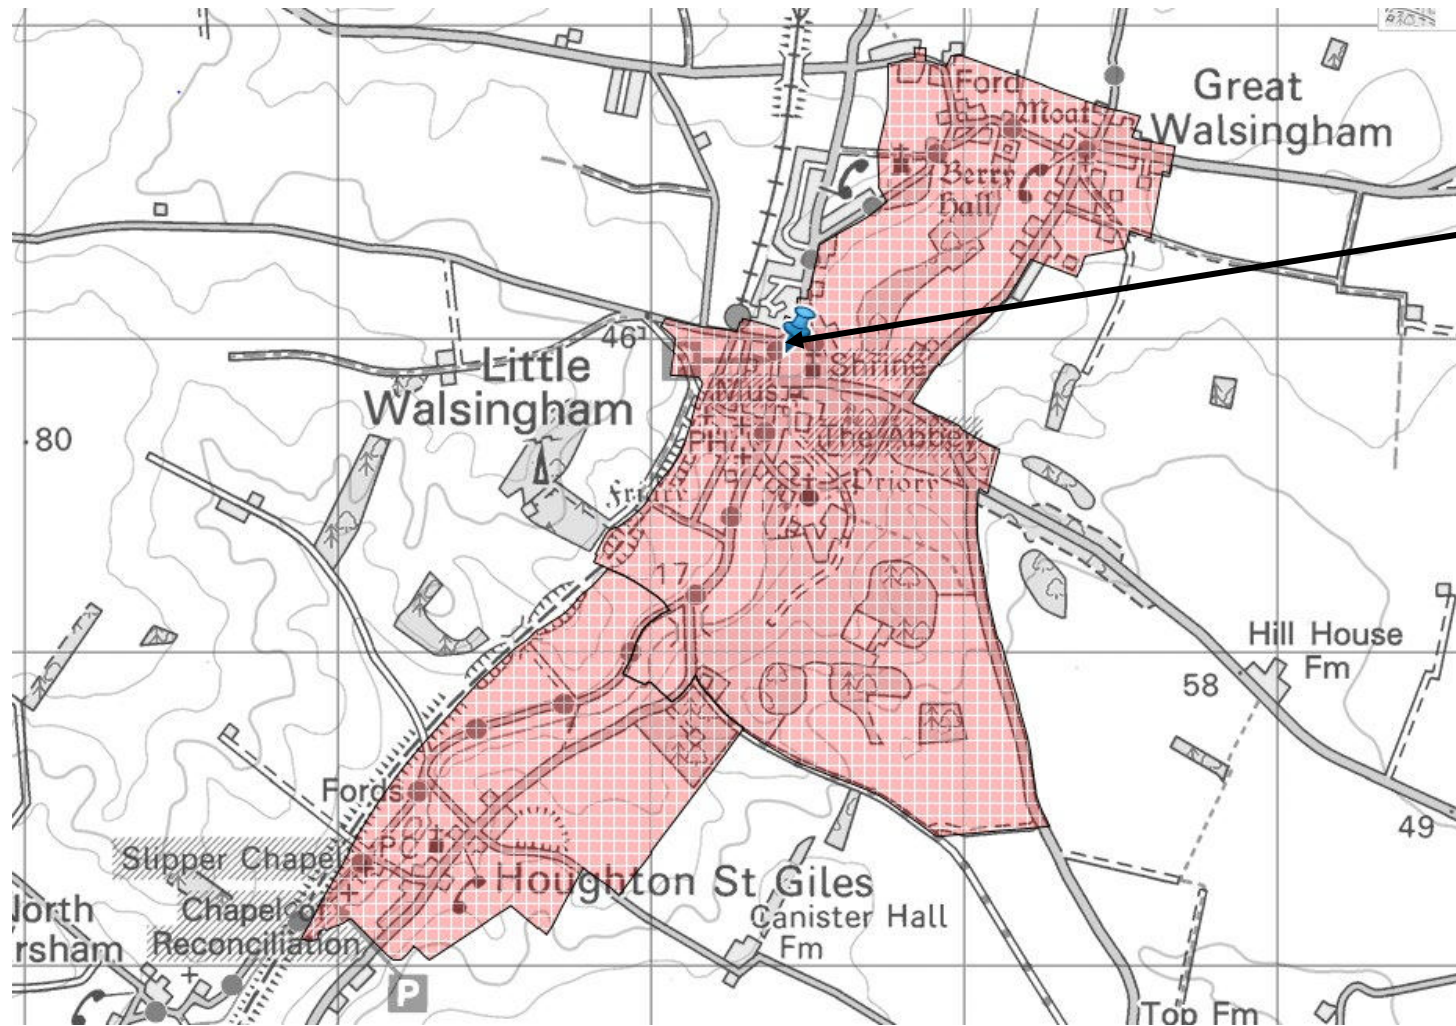 Ford
Moat
Great
Walsingham
Berry
Hall
46
Little
Walsingham
Shrine
Mus
80
PH
The Abbey
Friary
Priory
17
Hill House
Fm
58
Fords
49
PC
Slipper Chapel
Houghton St Giles
North
Chapel of
Canister Hall
rsham
Reconciliation
Fm
P
Top Fm